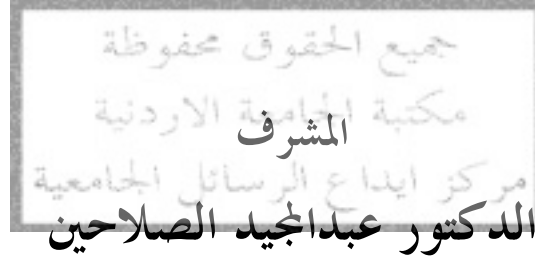 جميع الحقوق محفوظة
مكتبة الجامعة الاردنية
المشرف
مركز ايداع الرسائل الجامعية
الدكتور عبدالمجيد الصلاحين